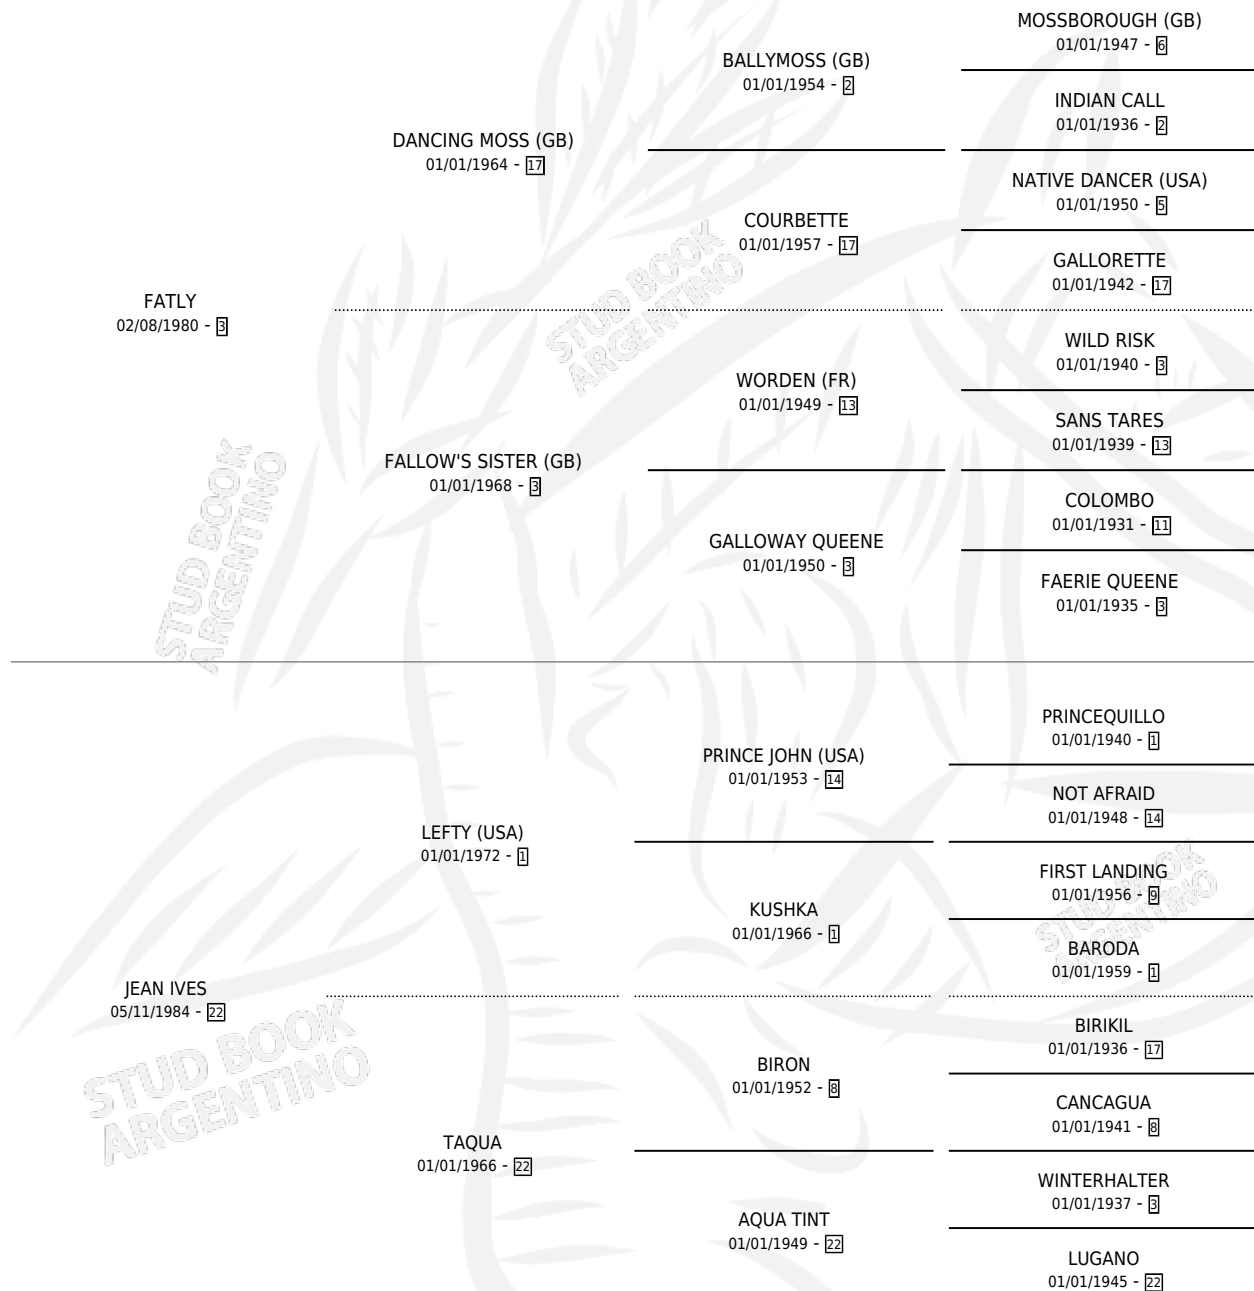 MOSSBOROUGH (GB)
01/01/1947 - 6
BALLYMOSS (GB)
01/01/1954 - 2
INDIAN CALL
01/01/1936 - 2
DANCING MOSS (GB)
01/01/1964 - 17
NATIVE DANCER (USA)
01/01/1950 - 5
COURBETTE
01/01/1957 - 17
GALLORETTE
01/01/1942 - 17
FATLY
02/08/1980 - 3
STUD BOOK
ARGENTINO
WILD RISK
01/01/1940 - 3
WORDEN (FR)
01/01/1949 - 13
SANS TARES
01/01/1939 - 13
FALLOW'S SISTER (GB)
01/01/1968 - 3
COLOMBO
01/01/1931 - 11
GALLOWAY QUEENE
01/01/1950 - 3
FAERIE QUEENE
01/01/1935 - 3
STUD BOOK
ARGENTINO
PRINCEQUILLO
01/01/1940 - 1
PRINCE JOHN (USA)
01/01/1953 - 14
NOT AFRAID
01/01/1948 - 14
LEFTY (USA)
01/01/1972 - 1
FIRST LANDING
01/01/1956 - 9
KUSHKA
01/01/1966 - 1
BARODA
01/01/1959 - 1
STUD BOOK
ARGENTINO
JEAN IVES
05/11/1984 - 22
BIRIKIL
01/01/1936 - 17
BIRON
01/01/1952 - 8
CANCAGUA
01/01/1941 - 8
STUD BOOK
ARGENTINO
TAQUA
01/01/1966 - 22
WINTERHALTER
01/01/1937 - 3
AQUA TINT
01/01/1949 - 22
LUGANO
01/01/1945 - 22